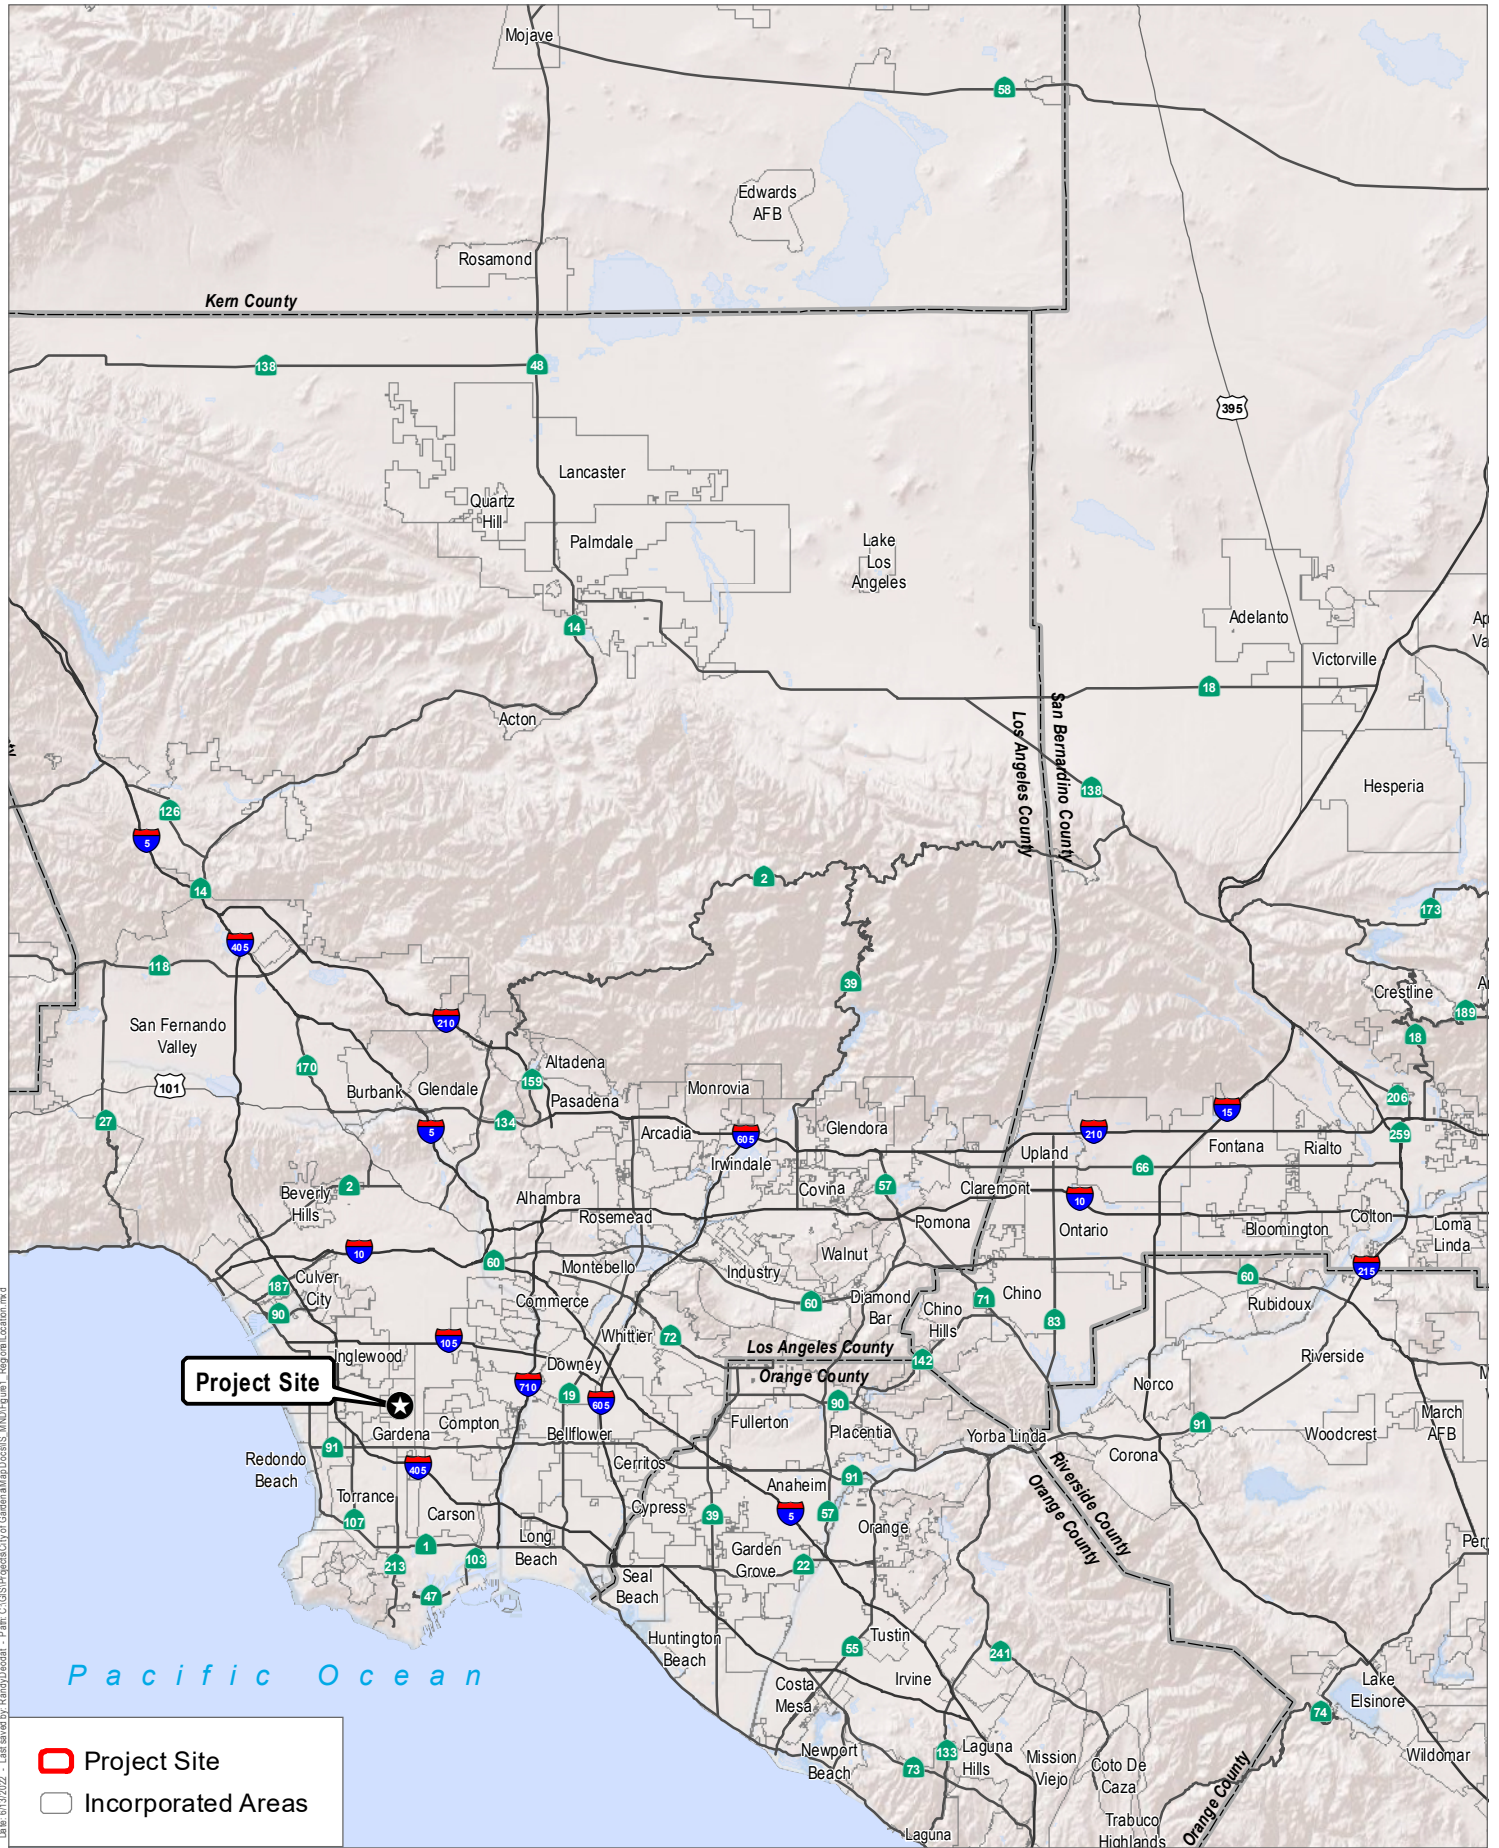 Mojave
58
Edwards
AFB
Rosamond
Kern County
138
48
395
Lancaster
Quartz
Hill
Palmdale
Lake
Los
Angeles
14
Adelanto
Victorville
18
Acton
Los Angeles County
San Bernardino County
138
Hesperia
126
5
14
2
173
405
118
39
Crestline
189
18
210
San Fernando
Valley
170
101
Burbank
Glendale
159
Altadena
Pasadena
Monrovia
206
27
5
134
Arcadia
605
Irwindale
Glendora
210
15
259
Upland
Fontana
Rialto
66
Beverly
Hills
2
Alhambra
Rosemead
Covina
57
Claremont
10
Pomona
Ontario
Bloomington
Colton
Loma
Linda
10
60
Montebello
Industry
Walnut
215
187
Culver
City
90
Commerce
60
Diamond
Bar
Chino
Hills
71
Chino
83
60
Rubidoux
105
Inglewood
Whittier
72
Los Angeles County
Orange County
142
Riverside
Project Site
Downey
710
19
605
Norco
Gardena
Compton
Bellflower
Fullerton
90
Placentia
Yorba Linda
91
Woodcrest
March
AFB
91
Redondo
Beach
405
Cerritos
Corona
Anaheim
91
Riverside County
Orange County
Torrance
107
Carson
Cypress
39
5
57
Orange
Long
Beach
1
213
103
47
Garden
Grove
22
Seal
Beach
Huntington
Beach
Tustin
55
241
Pacific Ocean
Costa
Mesa
Irvine
Lake
Elsinore
74
Newport
Beach
73
133
Laguna
Hills
Mission
Viejo
Coto De
Caza
Wildomar
Orange County
Trabuco
Highlands
Laguna
Project Site
Incorporated Areas